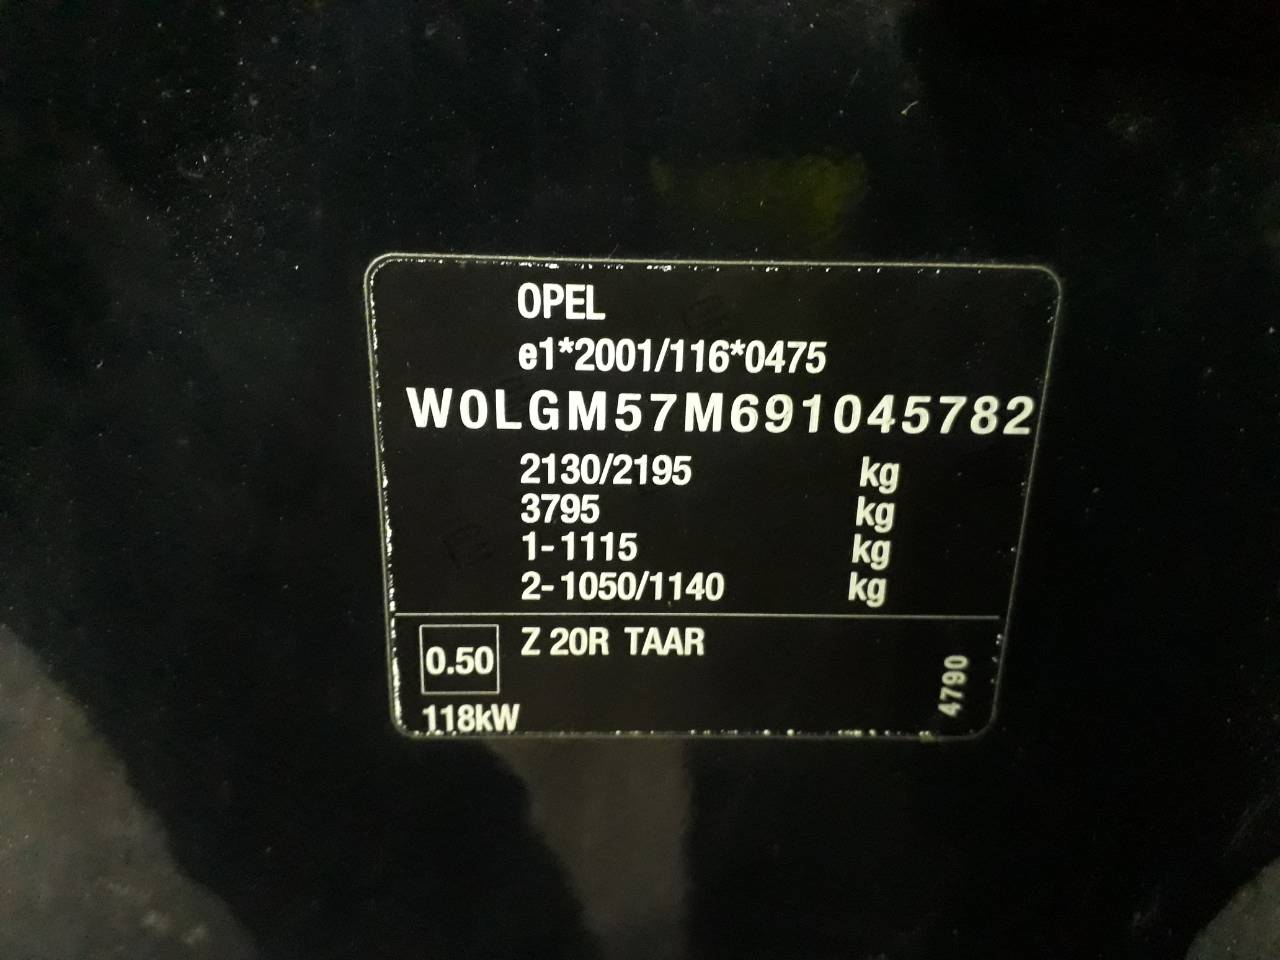 OPEL
e1*2001/116*0475
W0LGM57M691045782
2130/2195 kg
3795 kg
1-1115 kg
2-1050/1140 kg
0.50 Z 20R TAAR
118kW
4790